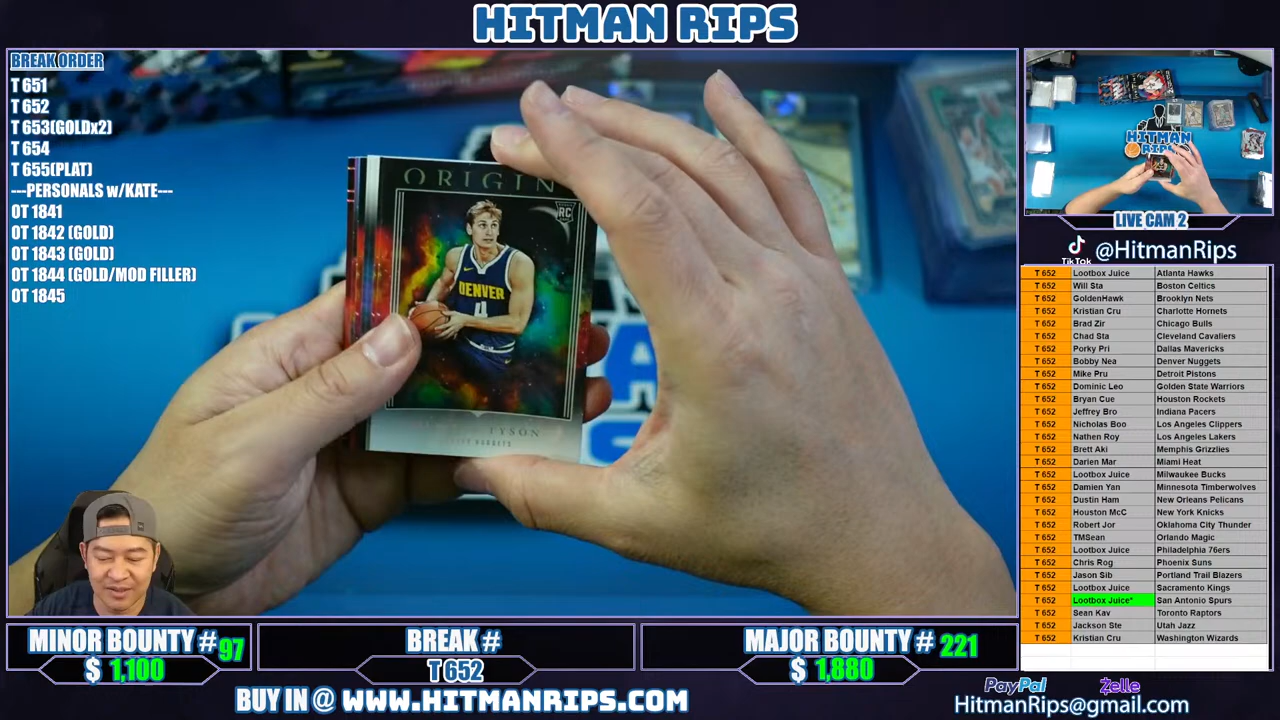 HITMAN RIPS
BREAK ORDER
T 651
T 652
T 653(GOLDx2)
T 654
T 655(PLAT)
---PERSONALS w/KATE---
OT 1841
OT 1842 (GOLD)
OT 1843 (GOLD)
OT 1844 (GOLD/MOD FILLER)
OT 1845
ORIGIN
RC
DENVER
4
TYSON
HITMAN
LIVE CAM 2
TikTok @HitmanRips
T 652 Lootbox Juice Atlanta Hawks
T 652 Will Sta Boston Celtics
T 652 GoldenHawk Brooklyn Nets
T 652 Kristian Cru Charlotte Hornets
T 652 Brad Zir Chicago Bulls
T 652 Chad Sta Cleveland Cavaliers
T 652 Porky Pri Dallas Mavericks
T 652 Bobby Nea Denver Nuggets
T 652 Mike Pru Detroit Pistons
T 652 Dominic Leo Golden State Warriors
T 652 Bryan Cue Houston Rockets
T 652 Jeffrey Bro Indiana Pacers
T 652 Nicholas Boo Los Angeles Clippers
T 652 Nathen Roy Los Angeles Lakers
T 652 Brett Aki Memphis Grizzlies
T 652 Darien Mar Miami Heat
T 652 Lootbox Juice Milwaukee Bucks
T 652 Damien Yan Minnesota Timberwolves
T 652 Dustin Ham New Orleans Pelicans
T 652 Houston McC New York Knicks
T 652 Robert Jor Oklahoma City Thunder
T 652 TMSean Orlando Magic
T 652 Lootbox Juice Philadelphia 76ers
T 652 Chris Rog Phoenix Suns
T 652 Jason Sib Portland Trail Blazers
T 652 Lootbox Juice Sacramento Kings
T 652 Lootbox Juice* San Antonio Spurs
T 652 Sean Kav Toronto Raptors
T 652 Jackson Ste Utah Jazz
T 652 Kristian Cru Washington Wizards
MINOR BOUNTY # 97
$ 1,100
BREAK #
T 652
MAJOR BOUNTY # 221
$ 1,880
BUY IN @ WWW.HITMANRIPS.COM
PayPal Zelle
HitmanRips@gmail.com